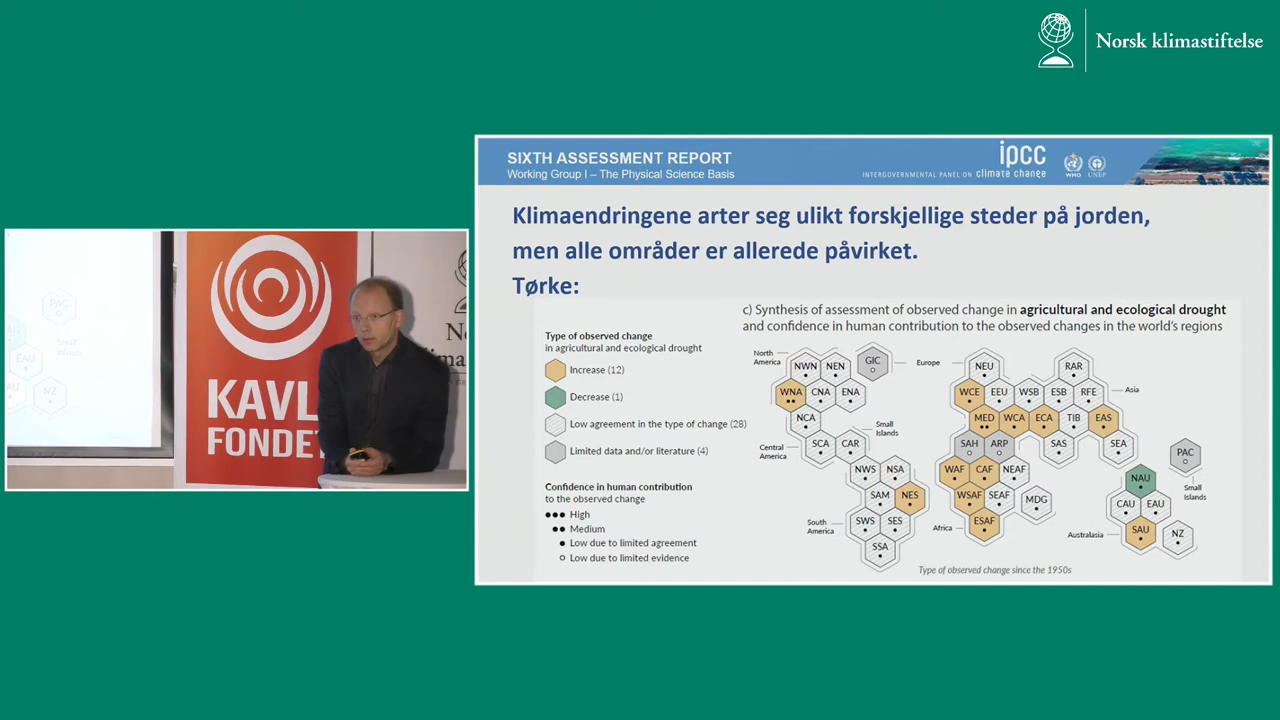 Norsk klimastiftelse
SIXTH ASSESSMENT REPORT
Working Group I – The Physical Science Basis
INTERGOVERNMENTAL PANEL ON climate change
ipcc
WMO
UNEP
Klimaendringene arter seg ulikt forskjellige steder på jorden,
men alle områder er allerede påvirket.
Tørke:
c) Synthesis of assessment of observed change in agricultural and ecological drought
and confidence in human contribution to the observed changes in the world's regions
Type of observed change
in agricultural and ecological drought
Increase (12)
Decrease (1)
Low agreement in the type of change (28)
Limited data and/or literature (4)
Confidence in human contribution
to the observed change
High
Medium
Low due to limited agreement
Low due to limited evidence
North
America
NWN NEN GIC
WNA CNA ENA
NCA
Small
Islands
Central
America
SCA CAR
NWS NSA
SAM NES
South
America
SWS SES
SSA
Europe
NEU RAR
WCE EEU WSB ESB RFE
Asia
MED WCA ECA TIB EAS
SAH ARP SAS SEA
WAF CAF NEAF
WSAF SEAF MDG
Africa
ESAF
PAC
Small
Islands
NAU
CAU EAU
Australasia
SAU NZ
Type of observed change since the 1950s
PAC
Small
Islands
EAU
NZ
KAVL
FONDET